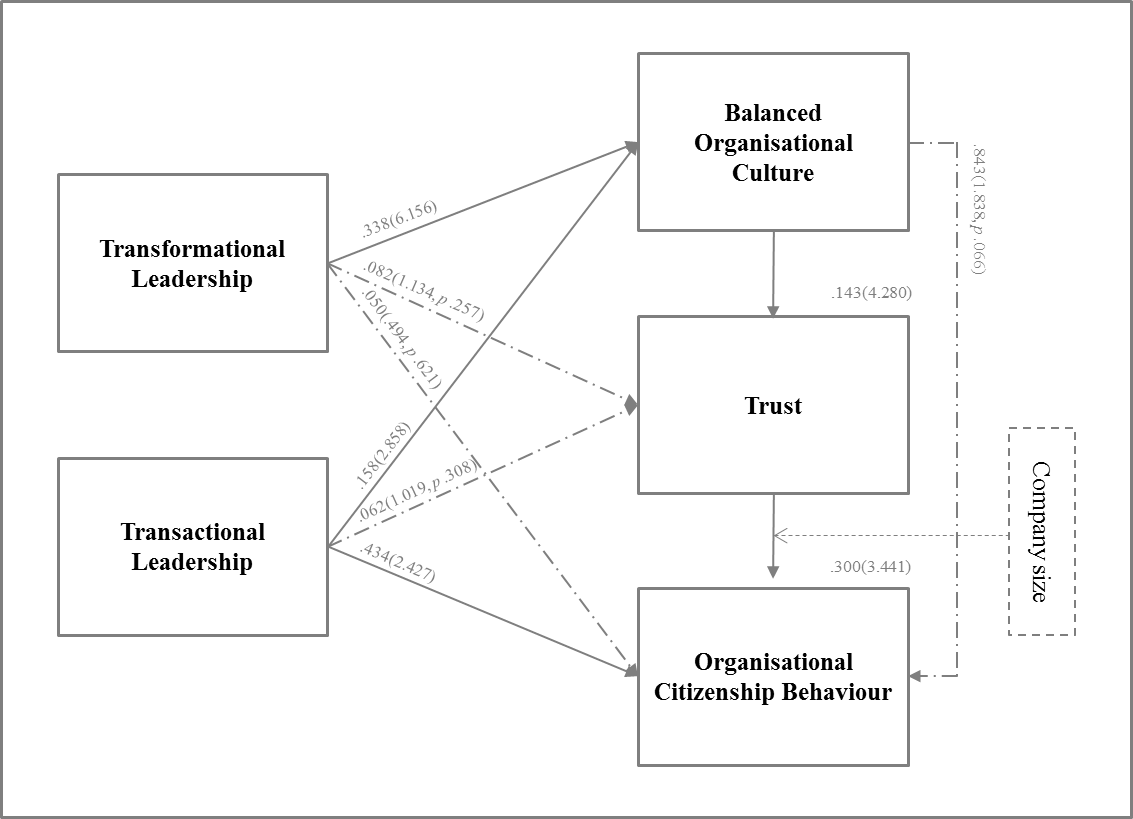 Balanced
Organisational
Culture
Transformational
Leadership
.338(6.156)
.082(1.134, p .257)
.050(.494, p .621)
.843(1.838, p .066)
.143(4.280)
Trust
.158(2.858)
.062(1.019, p .308)
Transactional
Leadership
.434(2.427)
Company size
.300(3.441)
Organisational
Citizenship Behaviour